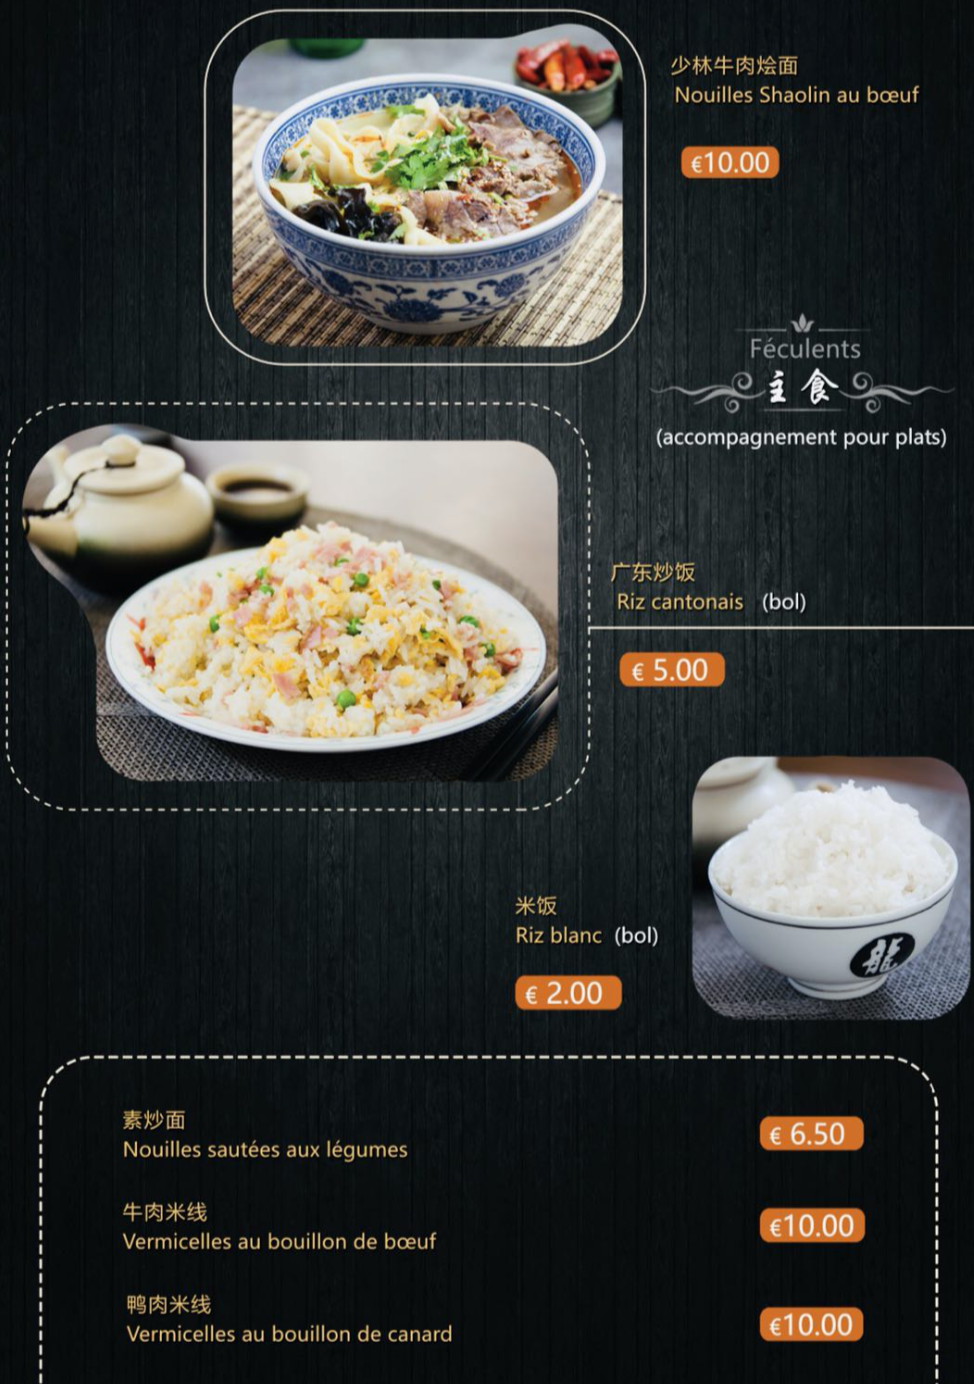 少林牛肉烩面
Nouilles Shaolin au bœuf
€10.00
Féculents
主食
(accompagnement pour plats)
广东炒饭
Riz cantonais (bol)
€ 5.00
米饭
Riz blanc (bol)
€ 2.00
龍
素炒面
Nouilles sautées aux légumes
€ 6.50
牛肉米线
Vermicelles au bouillon de bœuf
€10.00
鸭肉米线
Vermicelles au bouillon de canard
€10.00